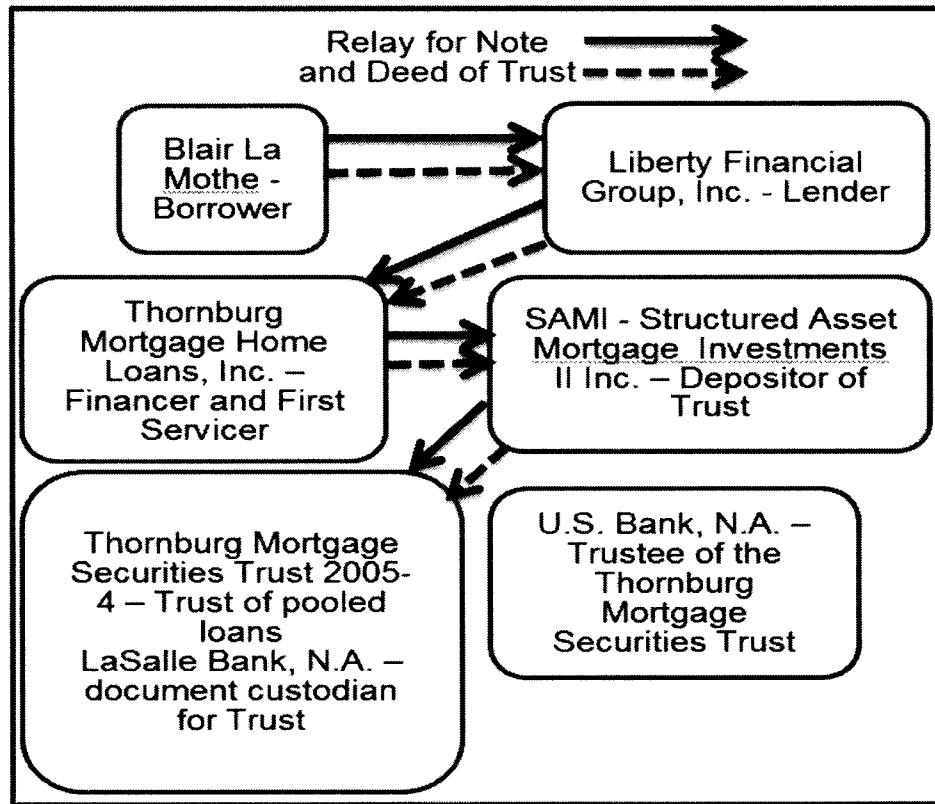 Relay for Note
and Deed of Trust
Blair La
Mothe -
Borrower
Liberty Financial
Group, Inc. - Lender
Thornburg
Mortgage Home
Loans, Inc. –
Financer and First
Servicer
SAMI - Structured Asset
Mortgage Investments
II Inc. – Depositor of
Trust
Thornburg Mortgage
Securities Trust 2005-
4 – Trust of pooled
loans
LaSalle Bank, N.A. –
document custodian
for Trust
U.S. Bank, N.A. –
Trustee of the
Thornburg
Mortgage
Securities Trust